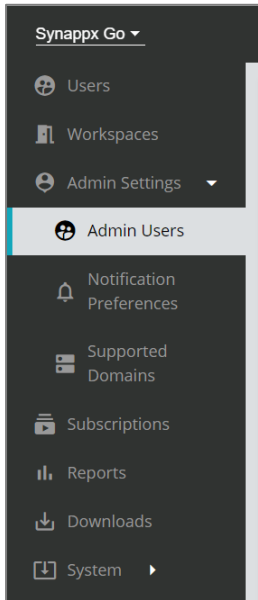 Synappx Go
Users
Workspaces
Admin Settings
Admin Users
Notification
Preferences
Supported
Domains
Subscriptions
Reports
Downloads
System